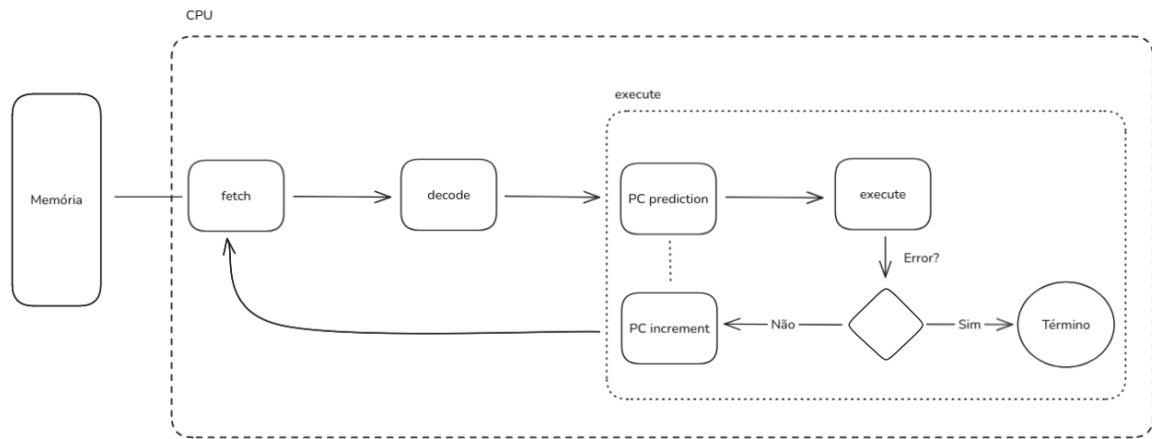 CPU
execute
Memória
fetch
decode
PC prediction
execute
Error?
PC increment
Não
Sim
Término